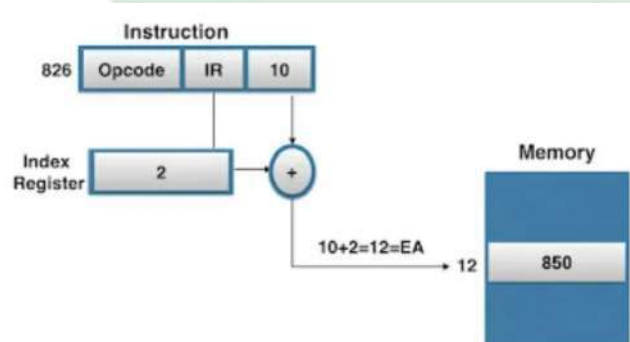 Instruction
826 Opcode IR 10
Index
Register
2
+
Memory
10+2=12=EA
12 850